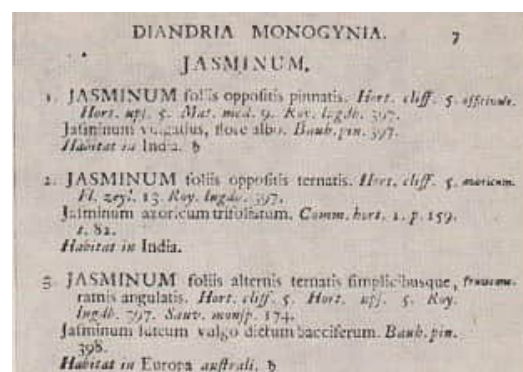 DIANDRIA MONOGYNIA. 7
JASMINUM.
1. JASMINUM foliis oppositis pinnatis. Hort. cliff. 5. officinale.
Hort. upſ. 5. Mat. med. 9. Roy. lugdb. 397.
Jaſminum vulgatius, flore albo. Bauh. pin. 397.
Habitat in India. ♄
2. JASMINUM foliis oppoſitis ternatis. Hort. cliff. 5. azoricum.
Fl. zeyl. 13. Roy. lugdb. 397.
Jaſminum azoricum trifoliatum. Comm. hort. 1. p. 159.
t. 82.
Habitat in India.
3. JASMINUM foliis alternis ternatis ſimplicibusque,
ramis angulatis. Hort. cliff. 5. Hort. upſ. 5. Roy.
lugdb. 397. Sauv. monſp. 174.
Jaſminum luteum vulgo dictum bacciferum. Bauh. pin.
398.
Habitat in Europa auſtrali. ♄